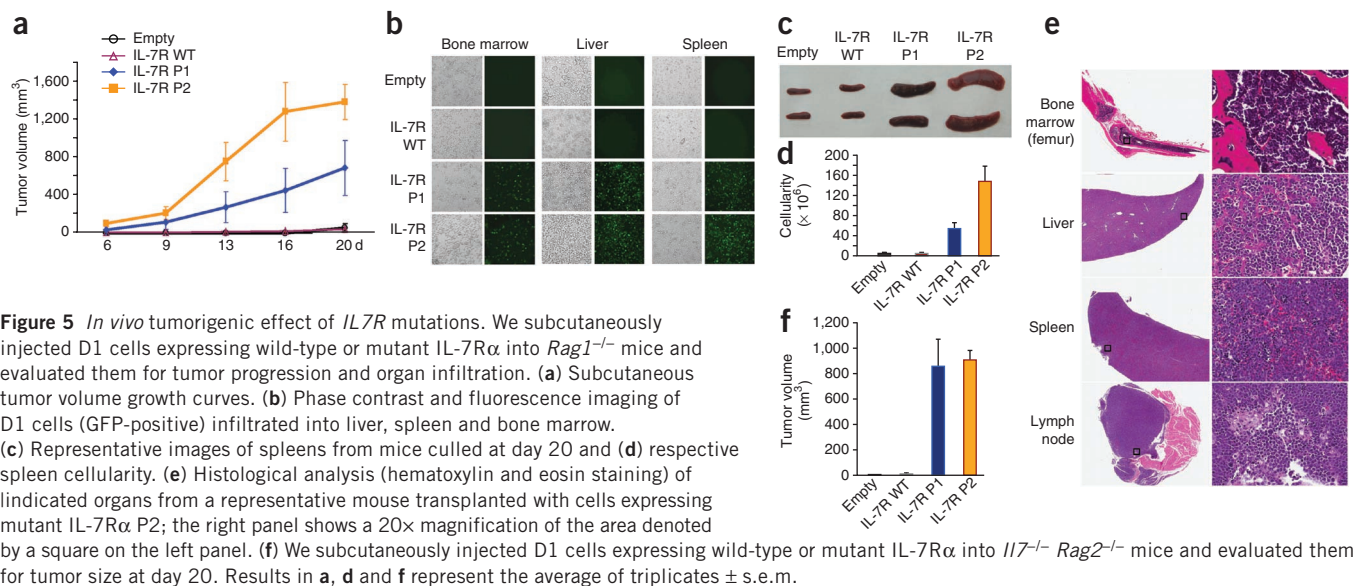 a
Empty
IL-7R WT
IL-7R P1
IL-7R P2
Tumor volume (mm3)
1,600
1,200
800
400
0
6 9 13 16 20 d
b
Bone marrow Liver Spleen
Empty
IL-7R
WT
IL-7R
P1
IL-7R
P2
c
Empty IL-7R WT IL-7R P1 IL-7R P2
d
Cellularity
(× 10⁶)
200
160
120
80
40
0
Empty IL-7R WT IL-7R P1 IL-7R P2
e
Bone
marrow
(femur)
Liver
Spleen
Lymph
node
f
Tumor volume
(mm³)
1,200
1,000
800
600
400
200
0
Empty IL-7R WT IL-7R P1 IL-7R P2
Figure 5 In vivo tumorigenic effect of IL7R mutations. We subcutaneously
injected D1 cells expressing wild-type or mutant IL-7Rα into Rag1–/– mice and
evaluated them for tumor progression and organ infiltration. (a) Subcutaneous
tumor volume growth curves. (b) Phase contrast and fluorescence imaging of
D1 cells (GFP-positive) infiltrated into liver, spleen and bone marrow.
(c) Representative images of spleens from mice culled at day 20 and (d) respective
spleen cellularity. (e) Histological analysis (hematoxylin and eosin staining) of
lindicated organs from a representative mouse transplanted with cells expressing
mutant IL-7Rα P2; the right panel shows a 20× magnification of the area denoted
by a square on the left panel. (f) We subcutaneously injected D1 cells expressing wild-type or mutant IL-7Rα into Il7–/– Rag2–/– mice and evaluated them
for tumor size at day 20. Results in a, d and f represent the average of triplicates ± s.e.m.